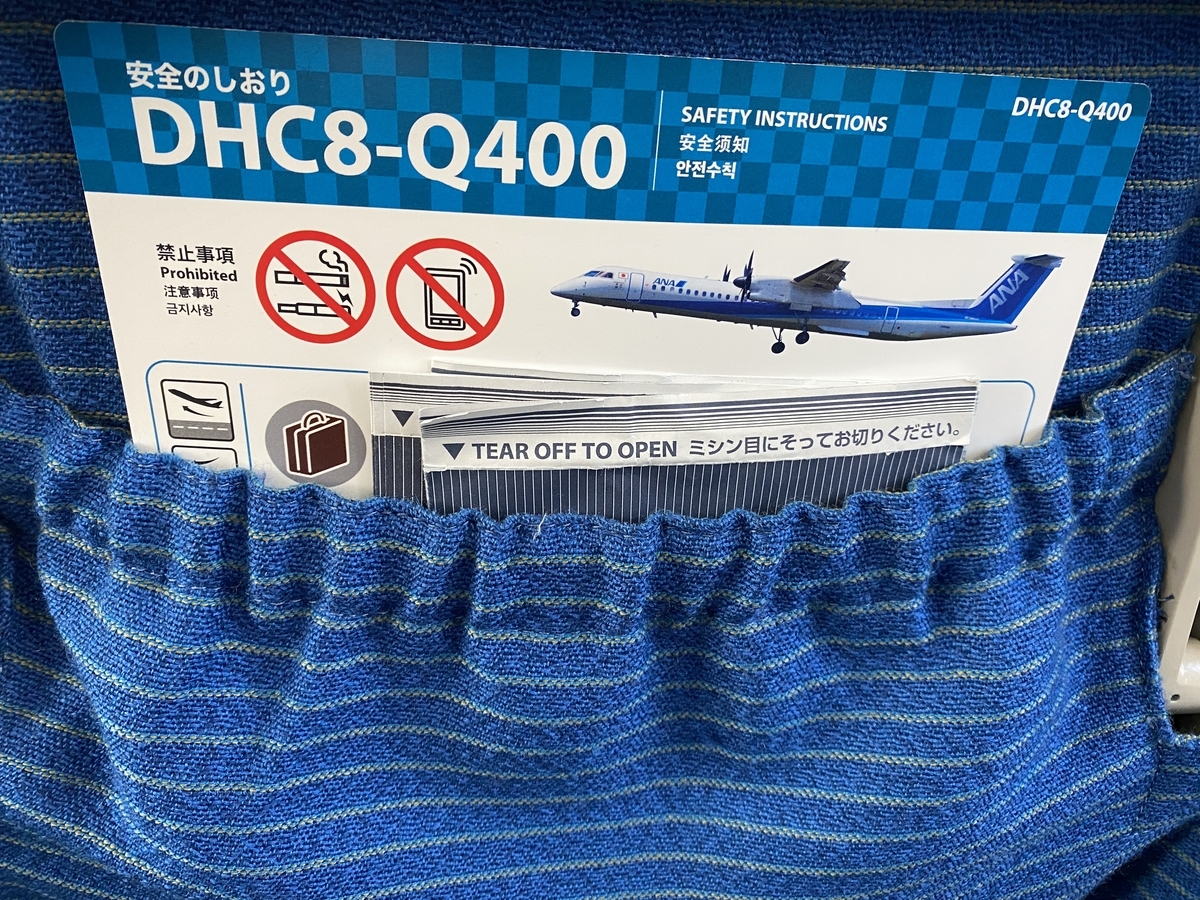 安全のしおり
DHC8-Q400
SAFETY INSTRUCTIONS
安全须知
안전수칙
DHC8-Q400
禁止事項
Prohibited
注意事项
금지사항
ANA
ANA
▼ TEAR OFF TO OPEN ミシン目にそってお切りください。